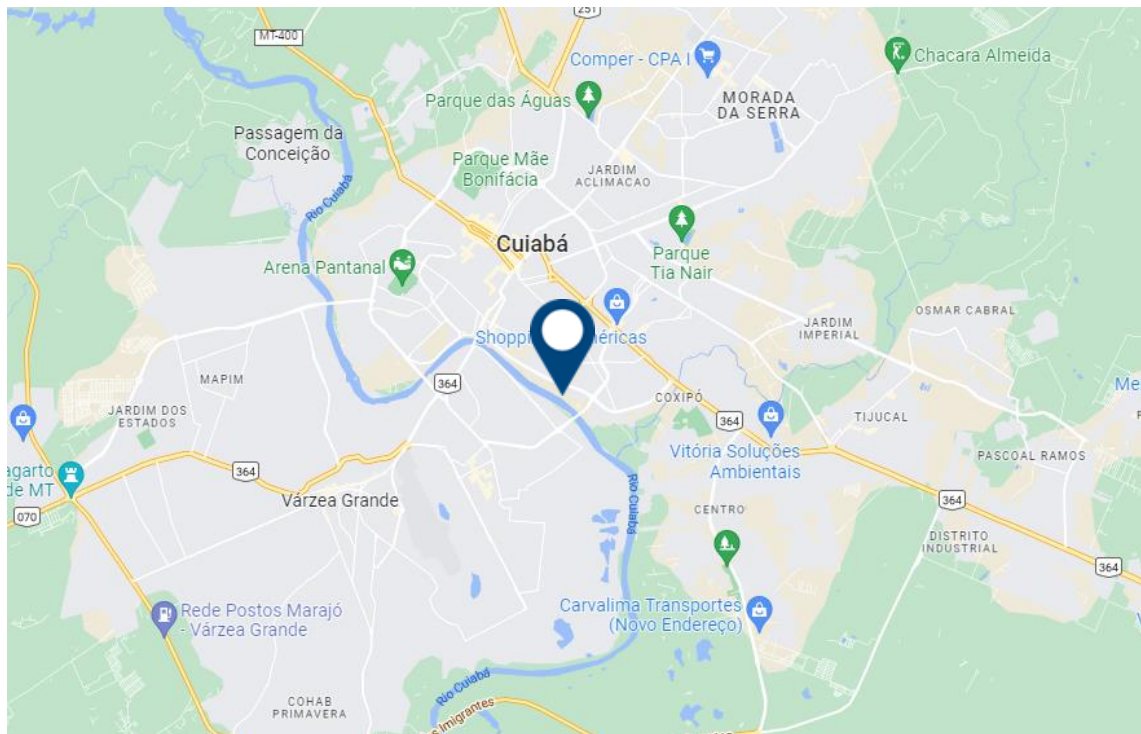 251
MT-400
Comper - CPA I
Chacara Almeida
Parque das Águas
MORADA
DA SERRA
Passagem da
Conceição
Parque Mãe
Bonifácia
JARDIM
ACLIMACAO
Rio Cuiabá
Cuiabá
Parque
Tia Nair
Arena Pantanal
OSMAR CABRAL
JARDIM
IMPERIAL
MAPIM
364
COXIPÓ
JARDIM DOS
ESTADOS
364
TIJUCAL
Vitória Soluções
Ambientais
PASCOAL RAMOS
364
de MT
Várzea Grande
Rio Cuiabá
364
070
CENTRO
DISTRITO
INDUSTRIAL
364
Rede Postos Marajó
- Várzea Grande
Carvalima Transportes
(Novo Endereço)
Rio Cuiabá
COHAB
PRIMAVERA
Imigrantes